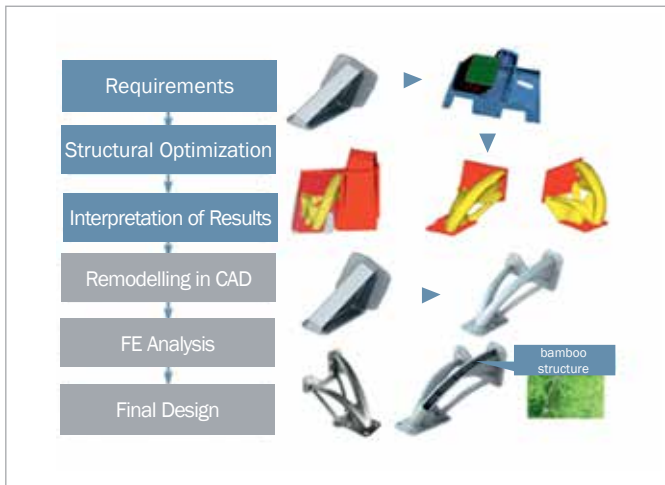 Requirements
Structural Optimization
Interpretation of Results
Remodelling in CAD
FE Analysis
bamboo
structure
Final Design